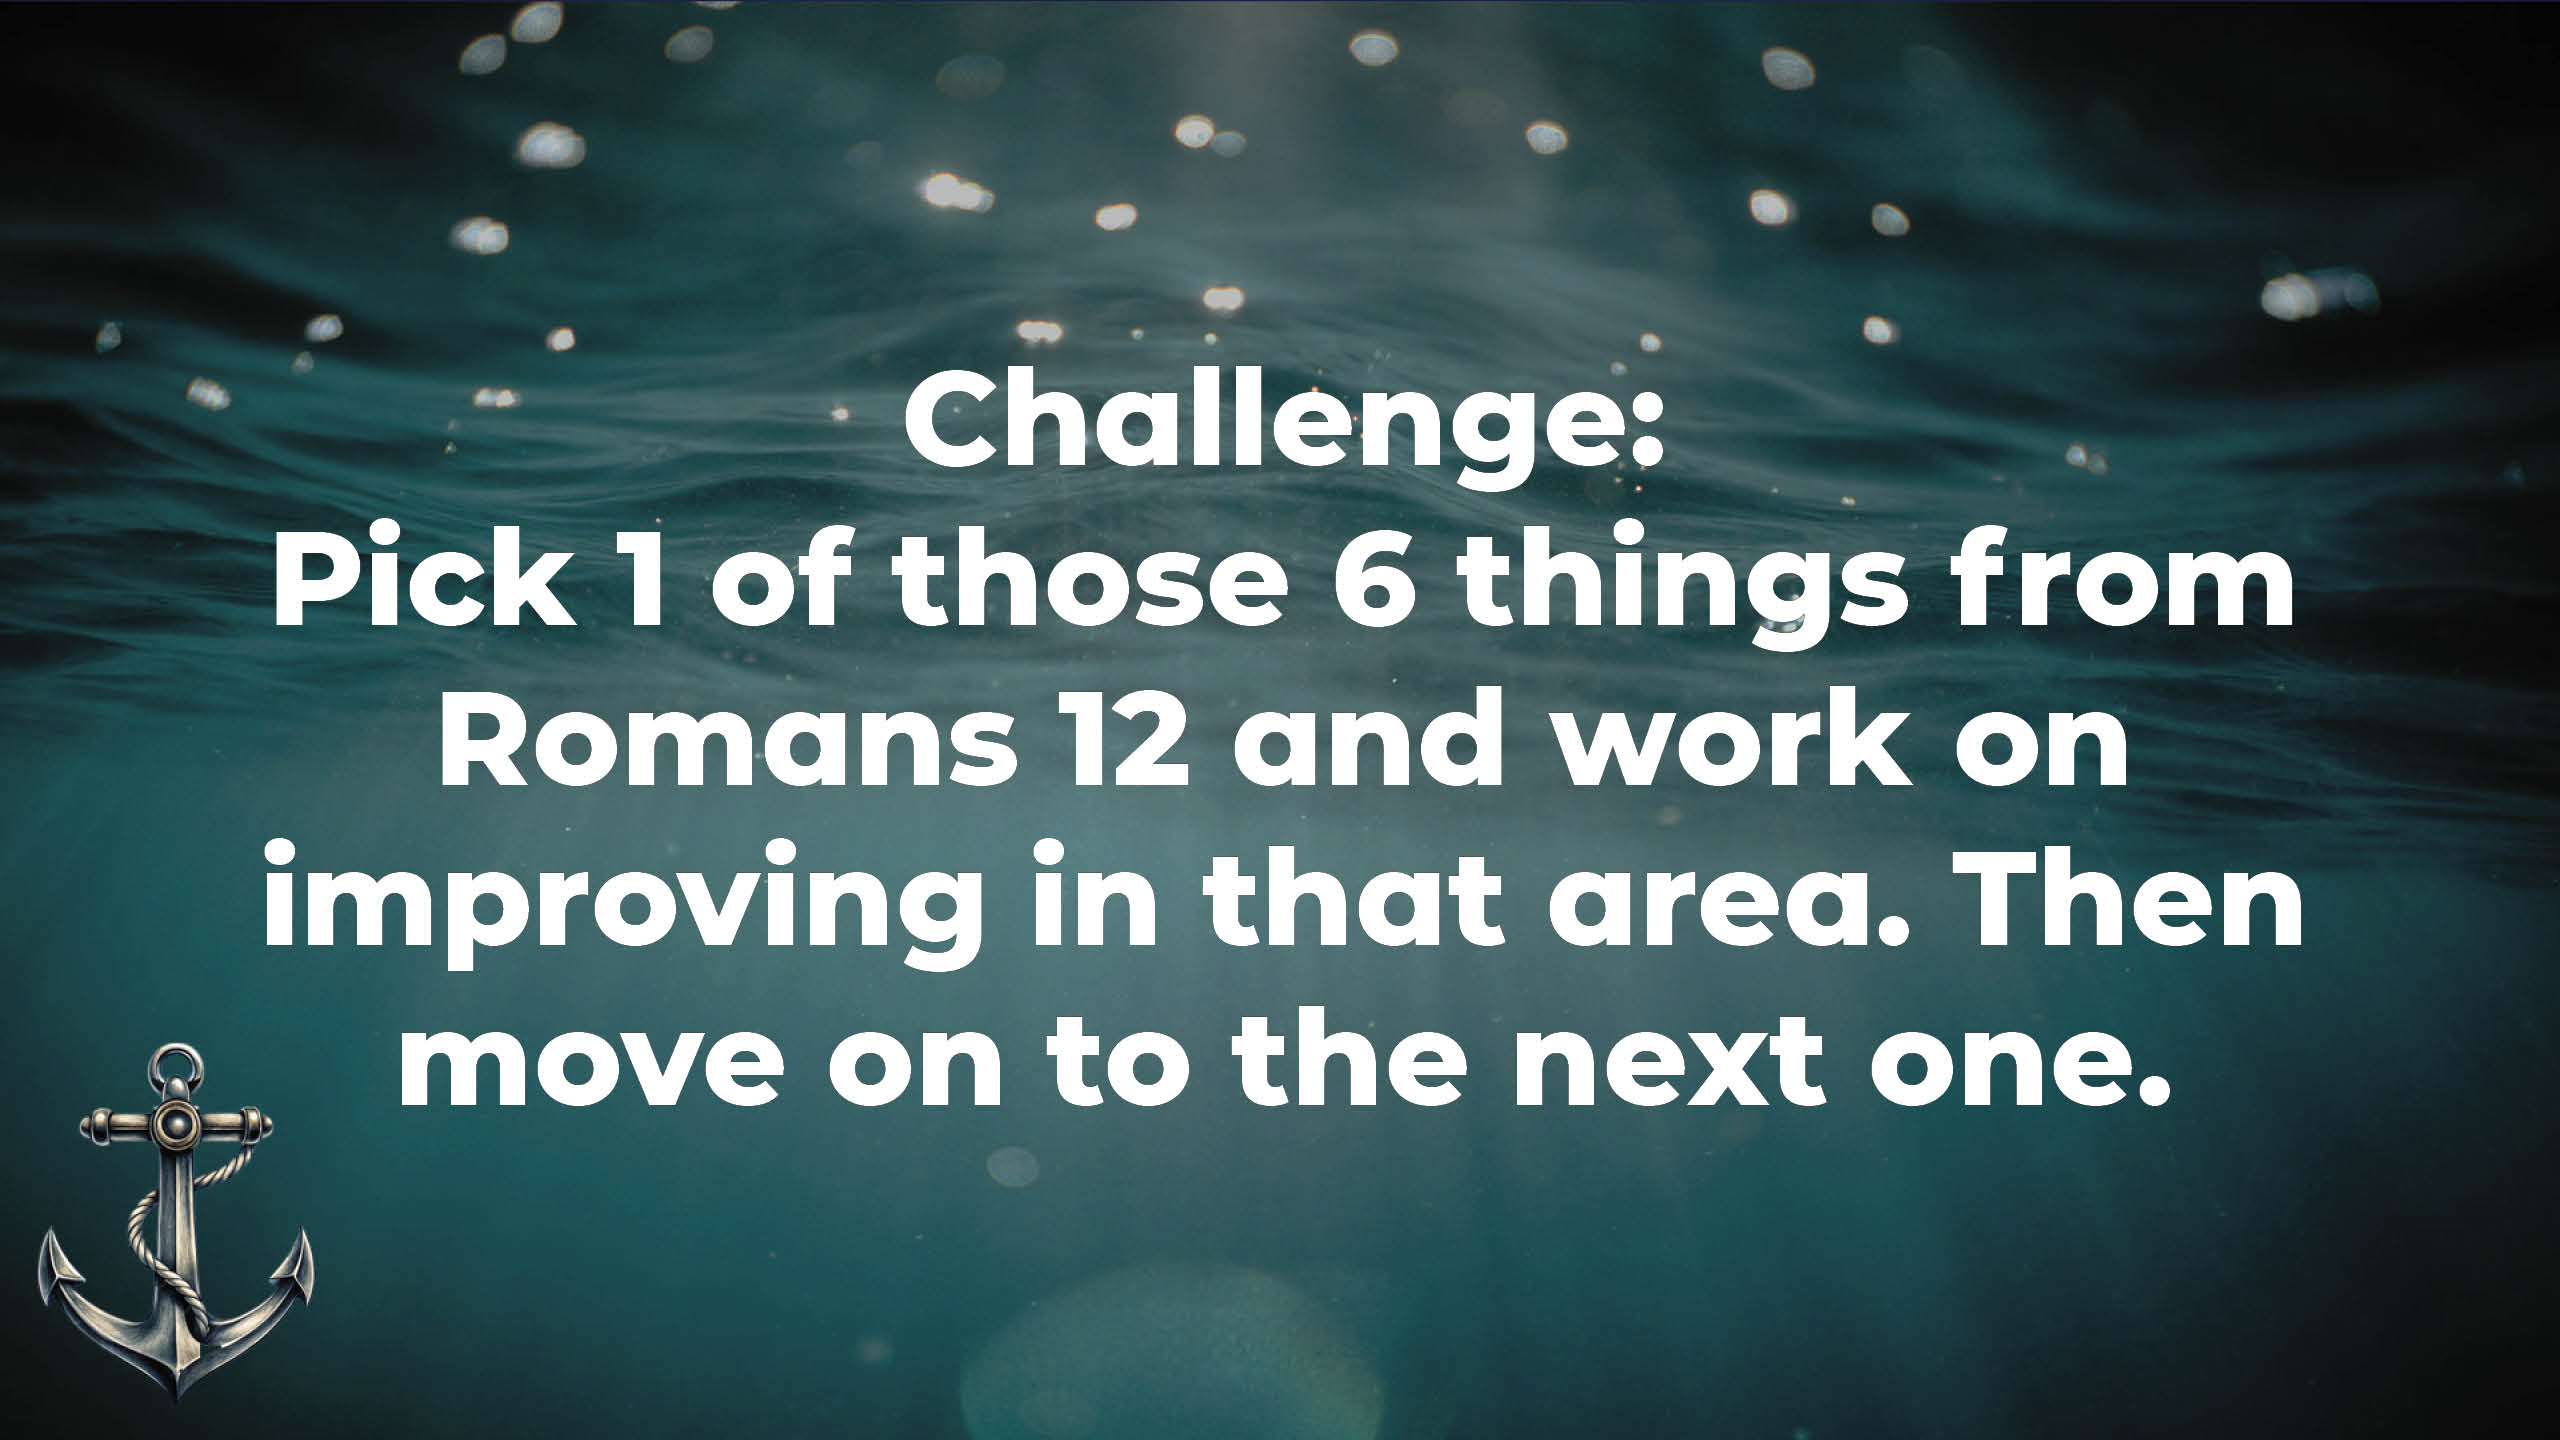 Challenge:
Pick 1 of those 6 things from
Romans 12 and work on
improving in that area. Then
move on to the next one.